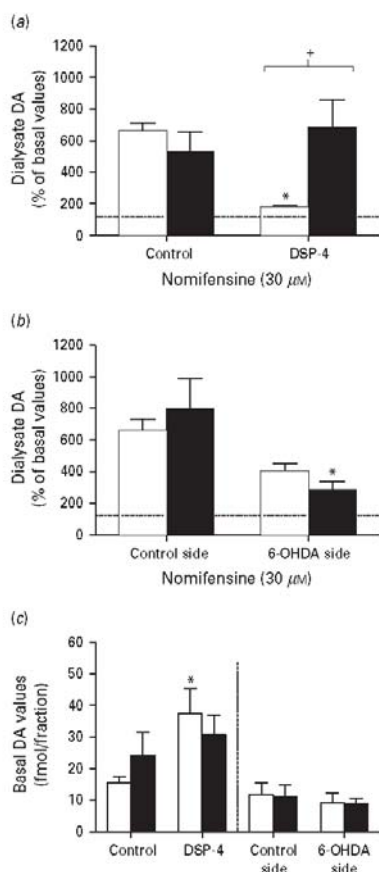 (a)
Dialysate DA
(% of basal values)
1200
1000
800
600
400
200
0
+
*
Control
DSP-4
Nomifensine (30 μM)
(b)
Dialysate DA
(% of basal values)
1200
1000
800
600
400
200
0
*
Control side
6-OHDA side
Nomifensine (30 μM)
(c)
Basal DA values
(fmol/fraction)
60
50
40
30
20
10
0
*
Control
DSP-4
Control
side
6-OHDA
side